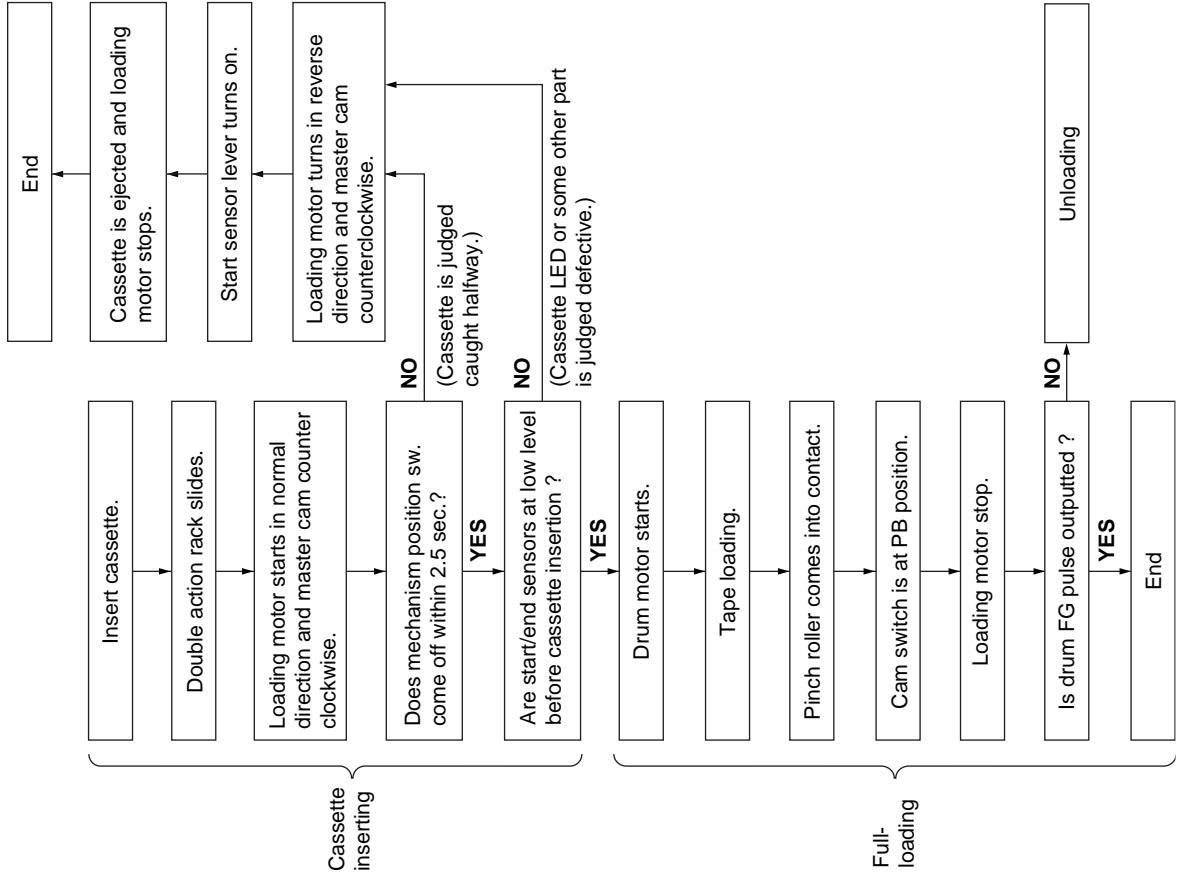 Cassette
inserting
Insert cassette.
Double action rack slides.
Loading motor starts in normal
direction and master cam counter
clockwise.
Does mechanism position sw.
come off within 2.5 sec.?
NO
(Cassette is judged
caught halfway.)
YES
Are start/end sensors at low level
before cassette insertion ?
NO
(Cassette LED or some other part
is judged defective.)
YES
Loading motor turns in reverse
direction and master cam
counterclockwise.
Start sensor lever turns on.
Cassette is ejected and loading
motor stops.
End
Full-
loading
Drum motor starts.
Tape loading.
Pinch roller comes into contact.
Cam switch is at PB position.
Loading motor stop.
Is drum FG pulse outputted ?
NO
Unloading
YES
End